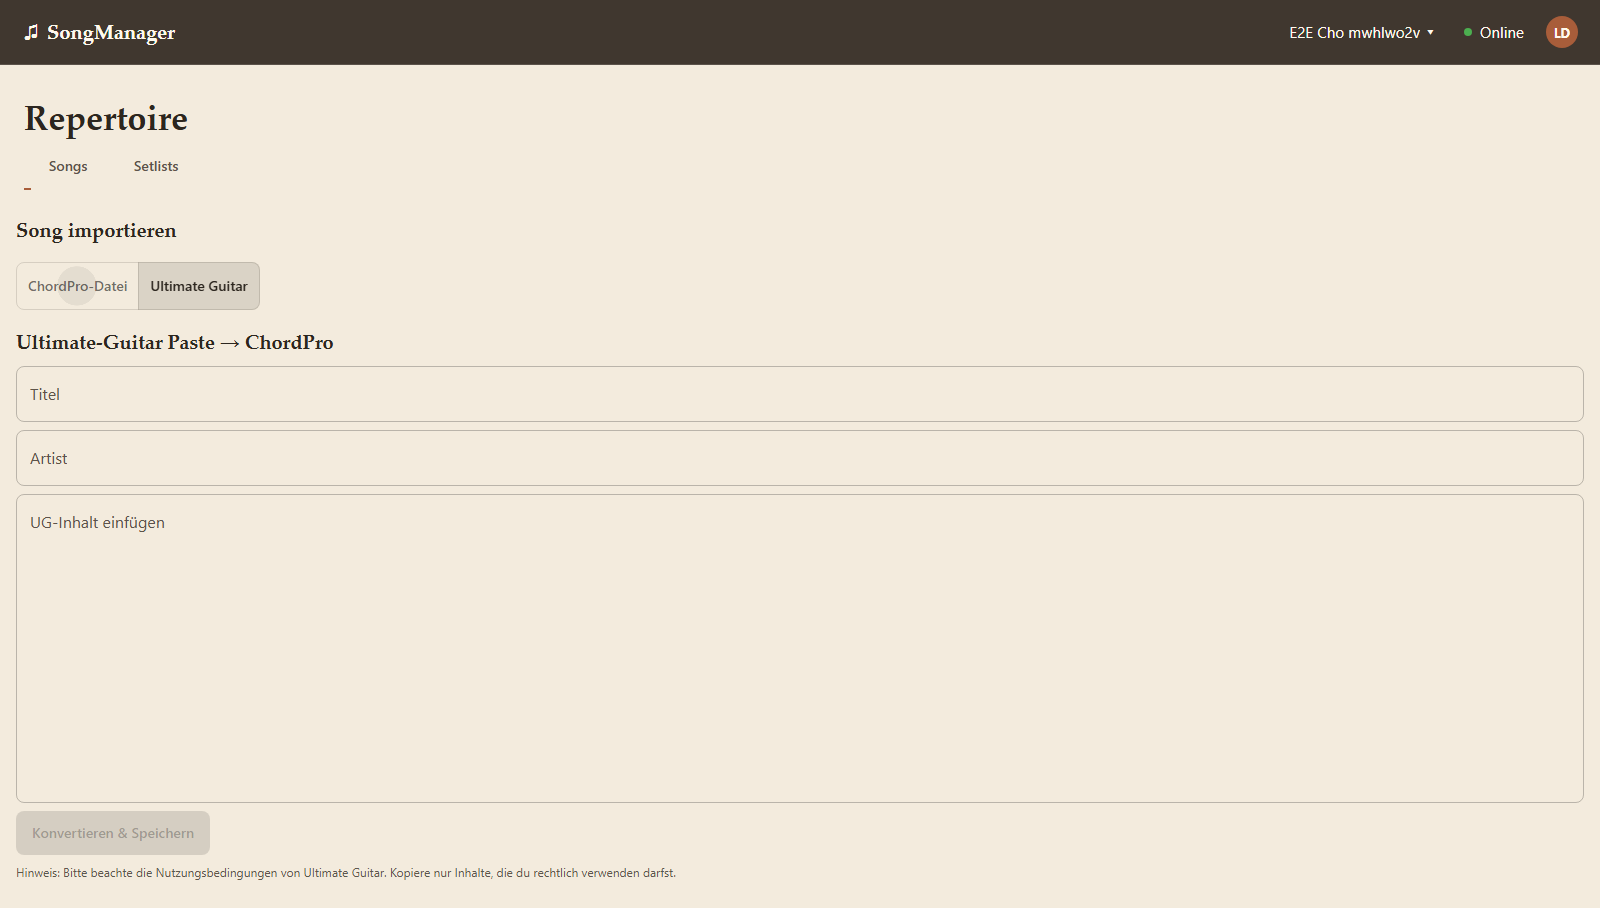 SongManager
E2E Cho mwhlwo2v
Online
LD
Repertoire
Songs
Setlists
Song importieren
ChordPro-Datei
Ultimate Guitar
Ultimate-Guitar Paste → ChordPro
Titel
Artist
UG-Inhalt einfügen
Konvertieren & Speichern
Hinweis: Bitte beachte die Nutzungsbedingungen von Ultimate Guitar. Kopiere nur Inhalte, die du rechtlich verwenden darfst.